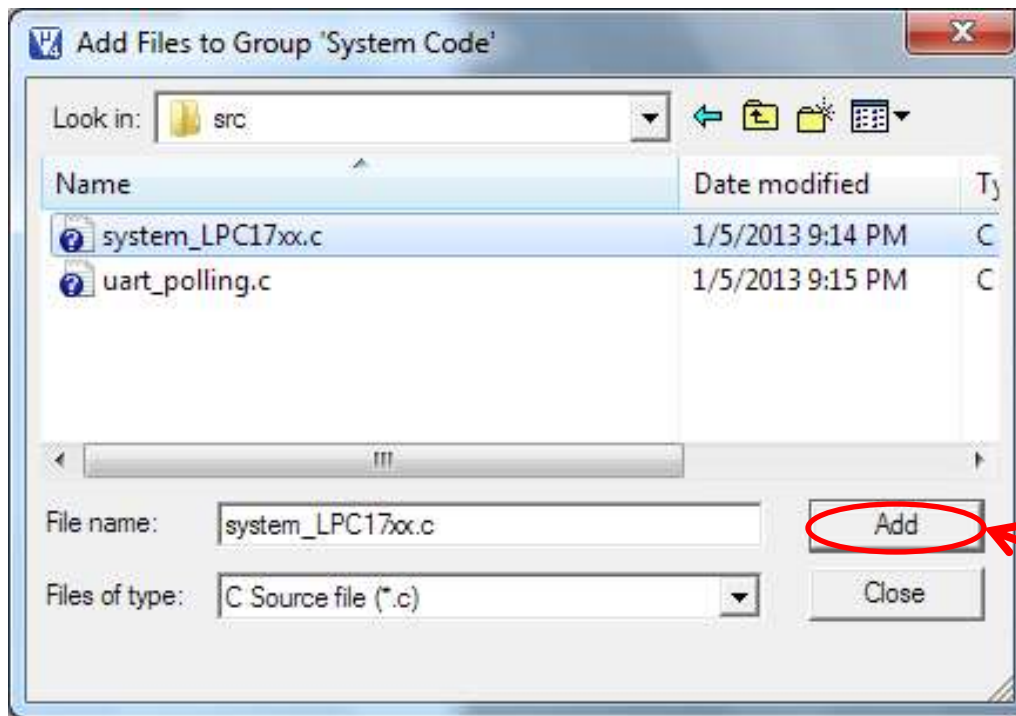 Add Files to Group 'System Code'
Look in: src
Name Date modified Ty
system_LPC17xx.c 1/5/2013 9:14 PM C
uart_polling.c 1/5/2013 9:15 PM C
File name: system_LPC17xx.c Add
Files of type: C Source file (*.c) Close